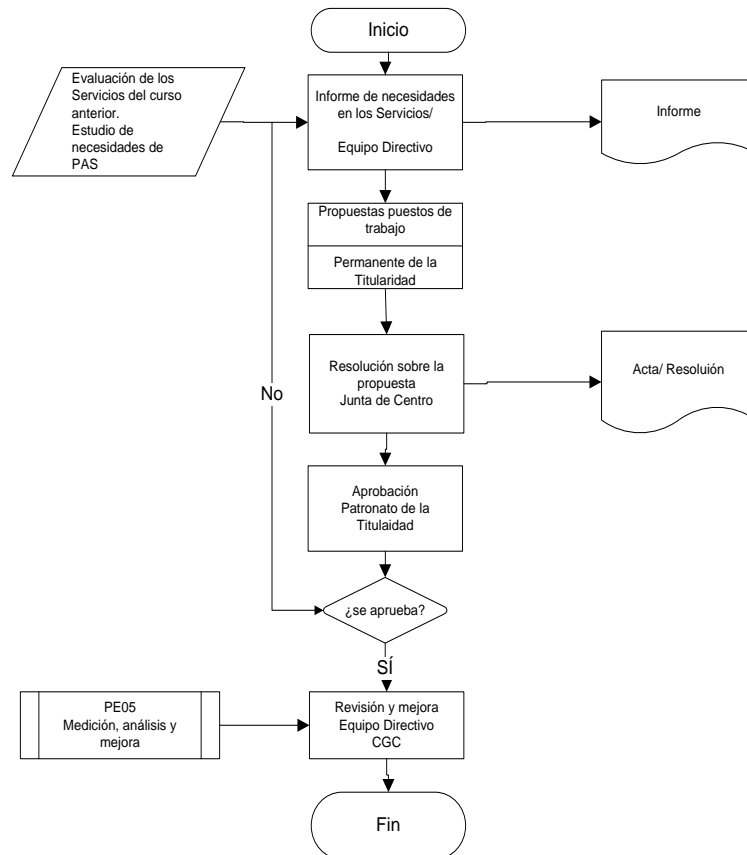 Inicio
Evaluación de los
Servicios del curso
anterior.
Estudio de
necesidades de
PAS
Informe de necesidades
en los Servicios/
Equipo Directivo
Informe
Propuestas puestos de
trabajo
Permanente de la
Titularidad
Resolución sobre la
propuesta
Junta de Centro
Acta/ Resoluión
No
Aprobación
Patronato de la
Titulaidad
¿se aprueba?
SÍ
PE05
Medición, análisis y
mejora
Revisión y mejora
Equipo Directivo
CGC
Fin